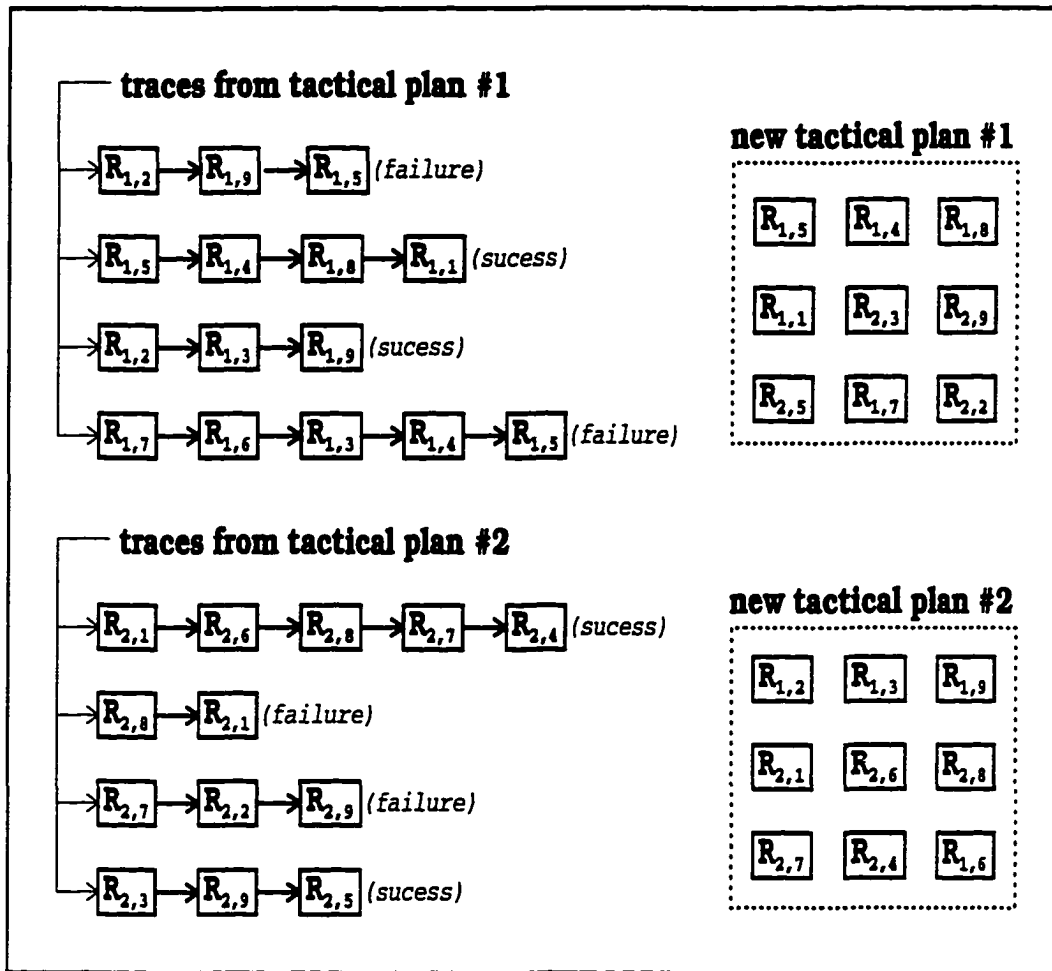 traces from tactical plan #1
R1,2 R1,9 R1,5 (failure)
R1,5 R1,4 R1,8 R1,1 (sucess)
R1,2 R1,3 R1,9 (sucess)
R1,7 R1,6 R1,3 R1,4 R1,5 (failure)
new tactical plan #1
R1,5 R1,4 R1,8
R1,1 R2,3 R2,9
R2,5 R1,7 R2,2
traces from tactical plan #2
R2,1 R2,6 R2,8 R2,7 R2,4 (sucess)
R2,8 R2,1 (failure)
R2,7 R2,2 R2,9 (failure)
R2,3 R2,9 R2,5 (sucess)
new tactical plan #2
R1,2 R1,3 R1,9
R2,1 R2,6 R2,8
R2,7 R2,4 R1,6